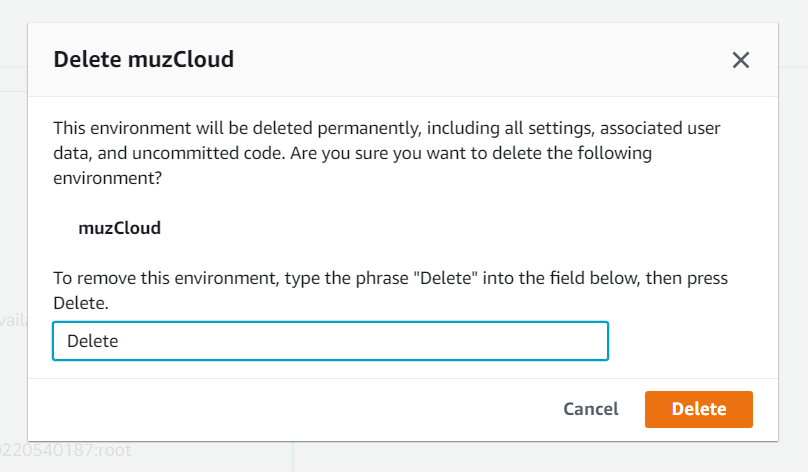 Delete muzCloud
This environment will be deleted permanently, including all settings, associated user
data, and uncommitted code. Are you sure you want to delete the following
environment?
muzCloud
To remove this environment, type the phrase "Delete" into the field below, then press
Delete.
Delete
Cancel Delete
220540187:root